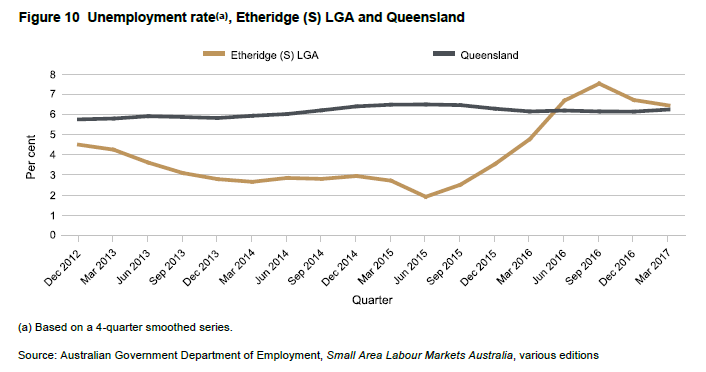 Figure 10 Unemployment rate(a), Etheridge (S) LGA and Queensland
Etheridge (S) LGA
Queensland
Per cent
8
7
6
5
4
3
2
1
0
Dec 2012
Mar 2013
Jun 2013
Sep 2013
Dec 2013
Mar 2014
Jun 2014
Sep 2014
Dec 2014
Mar 2015
Jun 2015
Sep 2015
Dec 2015
Mar 2016
Jun 2016
Sep 2016
Dec 2016
Mar 2017
Quarter
(a) Based on a 4-quarter smoothed series.
Source: Australian Government Department of Employment, Small Area Labour Markets Australia, various editions